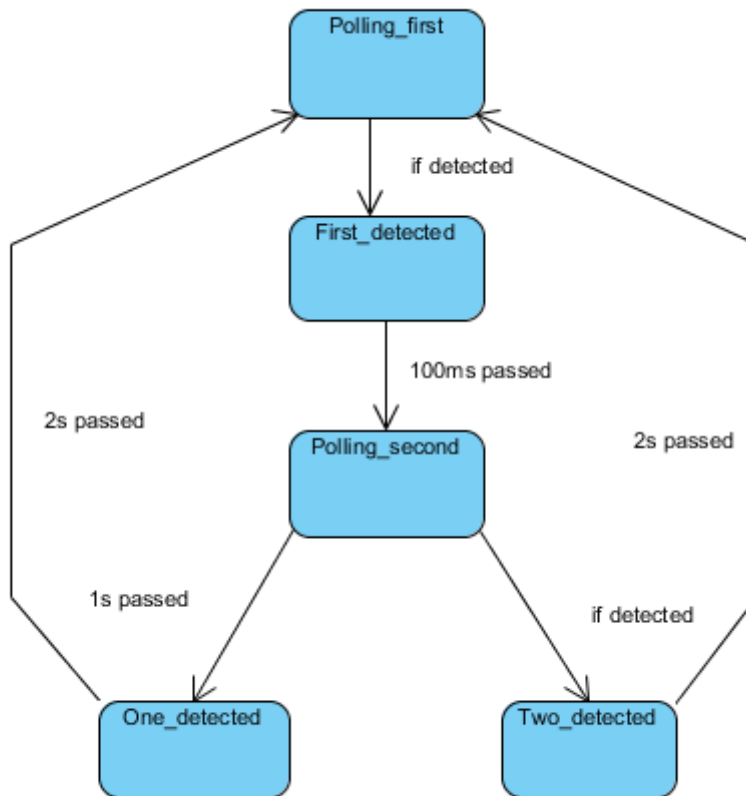 Polling_first
if detected
First_detected
100ms passed
2s passed
Polling_second
2s passed
1s passed
if detected
One_detected
Two_detected